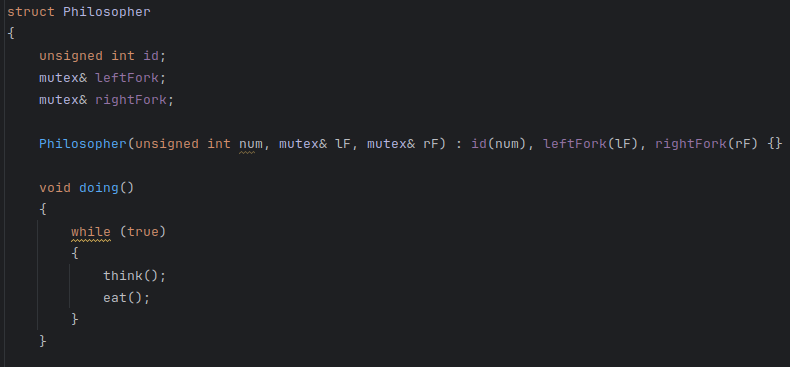 struct Philosopher
{
    unsigned int id;
    mutex& leftFork;
    mutex& rightFork;

    Philosopher(unsigned int num, mutex& lF, mutex& rF) : id(num), leftFork(lF), rightFork(rF) {}

    void doing()
    {
        while (true)
        {
            think();
            eat();
        }
    }